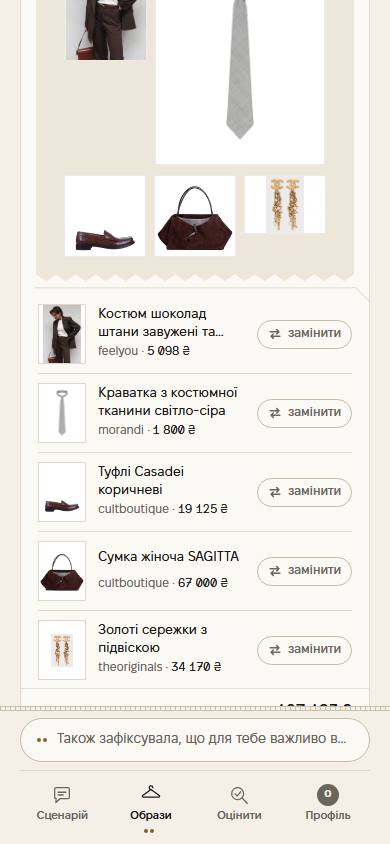 Костюм шоколад
штани завужені та…
feelyou · 5 098 ₴
замінити
Краватка з костюмної
тканини світло-сіра
morandi · 1 800 ₴
замінити
Туфлі Casadei
коричневі
cultboutique · 19 125 ₴
замінити
Сумка жіноча SAGITTA
cultboutique · 67 000 ₴
замінити
Золоті сережки з
підвіскою
theoriginals · 34 170 ₴
замінити
Також зафіксувала, що для тебе важливо в…
Сценарій
Образи
Оцінити
О
Профіль